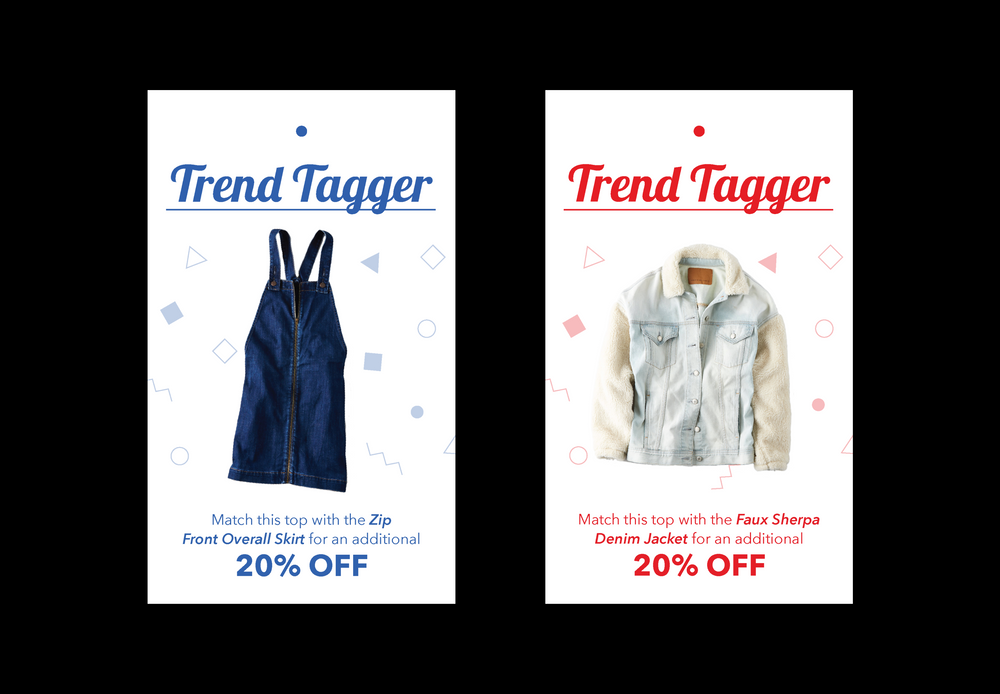 Trend Tagger
Match this top with the Zip
Front Overall Skirt for an additional
20% OFF
Trend Tagger
Match this top with the Faux Sherpa
Denim Jacket for an additional
20% OFF